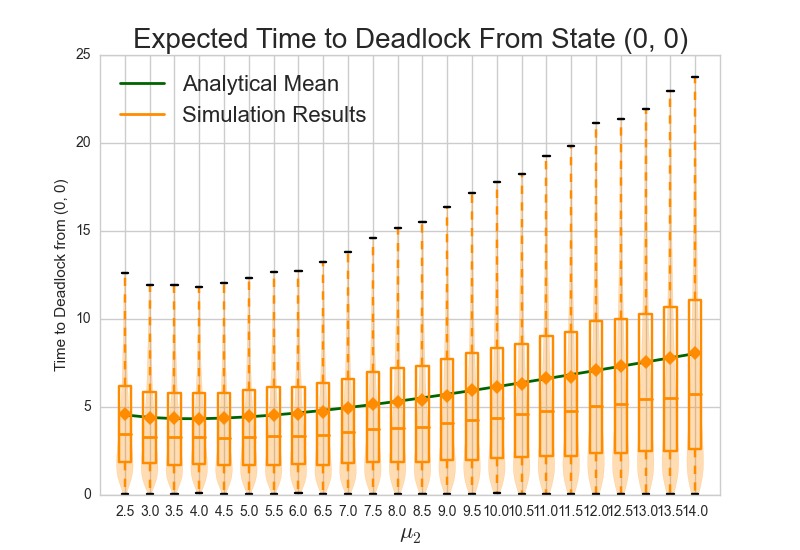 Expected Time to Deadlock From State (0, 0)
25
20
15
10
5
0
Time to Deadlock from (0, 0)
Analytical Mean
Simulation Results
2.5 3.0 3.5 4.0 4.5 5.0 5.5 6.0 6.5 7.0 7.5 8.0 8.5 9.0 9.5 10.0 10.5 11.0 11.5 12.0 12.5 13.0 13.5 14.0
μ₂